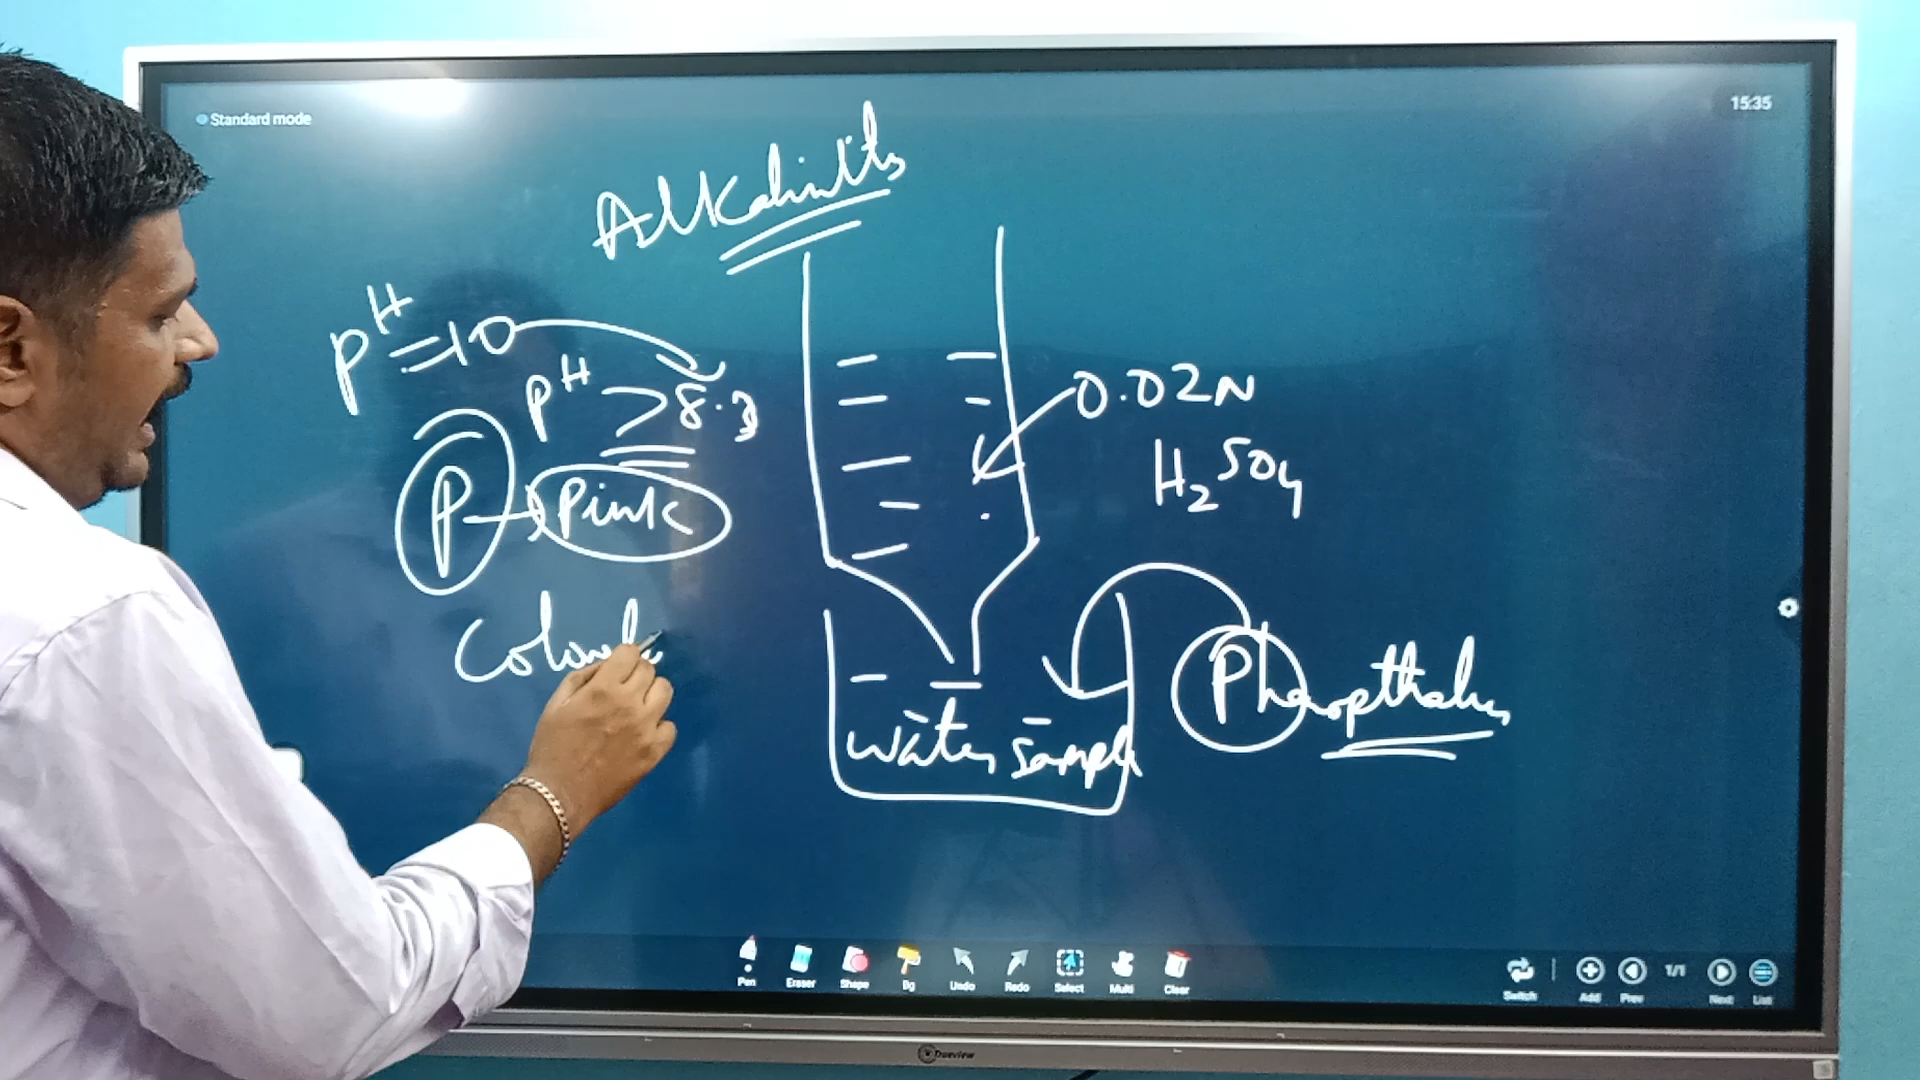 Standard mode
15:35
Alkalinity
pH=10
pH >8.3
0.02N
H2SO4
P → Pink
water sample
Pen
Eraser
Shape
Bg
Undo
Redo
Select
Multi
Clear
Switch
Add
Prev
1/1
Next
List
Dueview